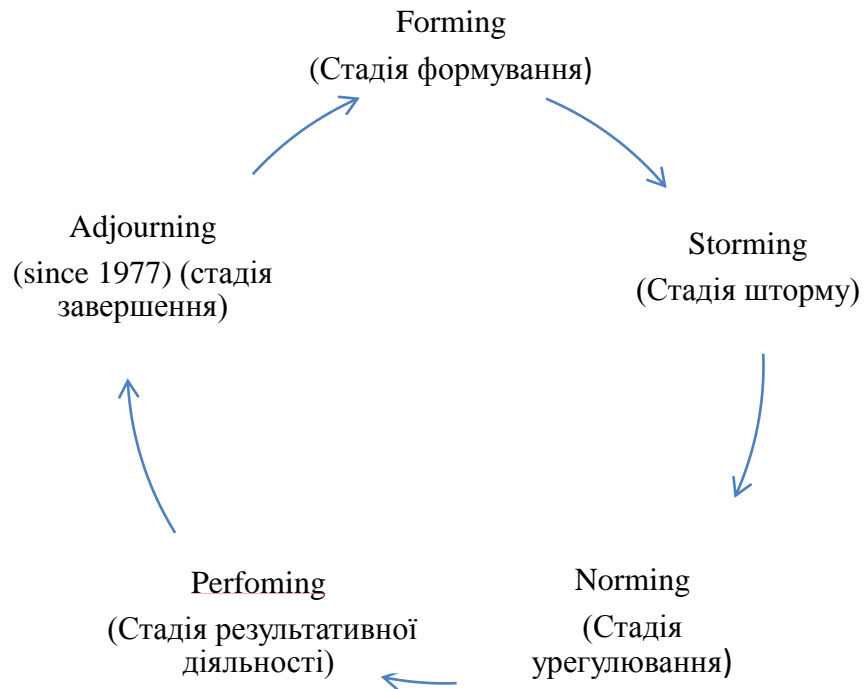 Forming
(Стадія формування)
Storming
(Стадія шторму)
Norming
(Стадія
урегулювання)
Perfoming
(Стадія результативної
діяльності)
Adjourning
(since 1977) (стадія
завершення)